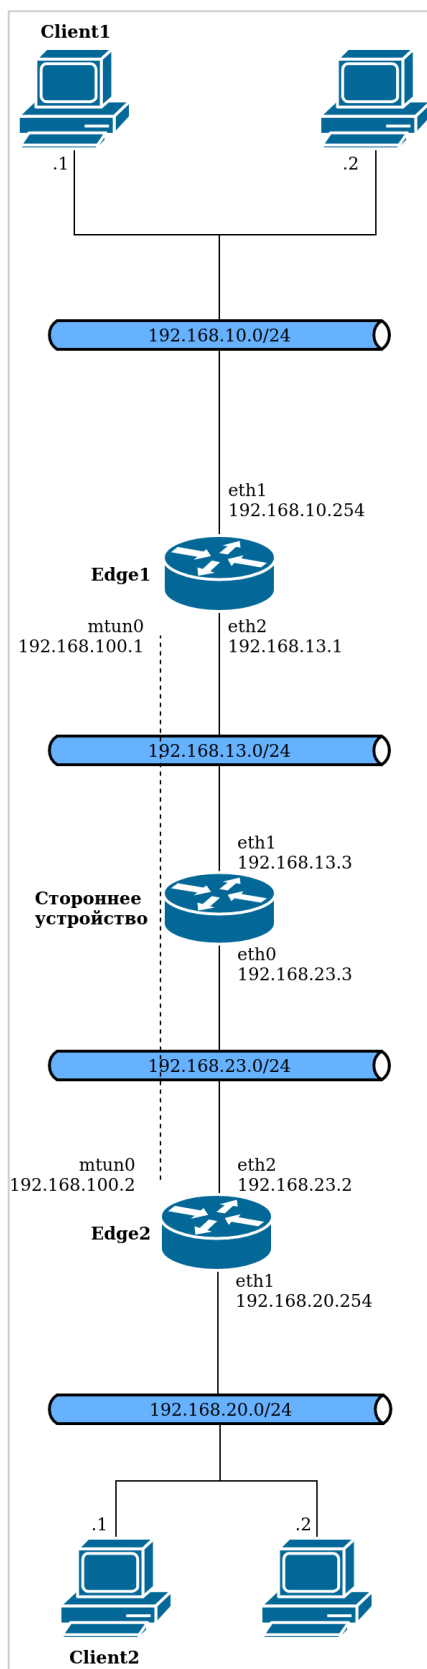 Client1
.1
.2
192.168.10.0/24
eth1
192.168.10.254
Edge1
mtun0
192.168.100.1
eth2
192.168.13.1
192.168.13.0/24
eth1
192.168.13.3
Стороннее
устройство
eth0
192.168.23.3
192.168.23.0/24
mtun0
192.168.100.2
eth2
192.168.23.2
Edge2
eth1
192.168.20.254
192.168.20.0/24
.1
.2
Client2